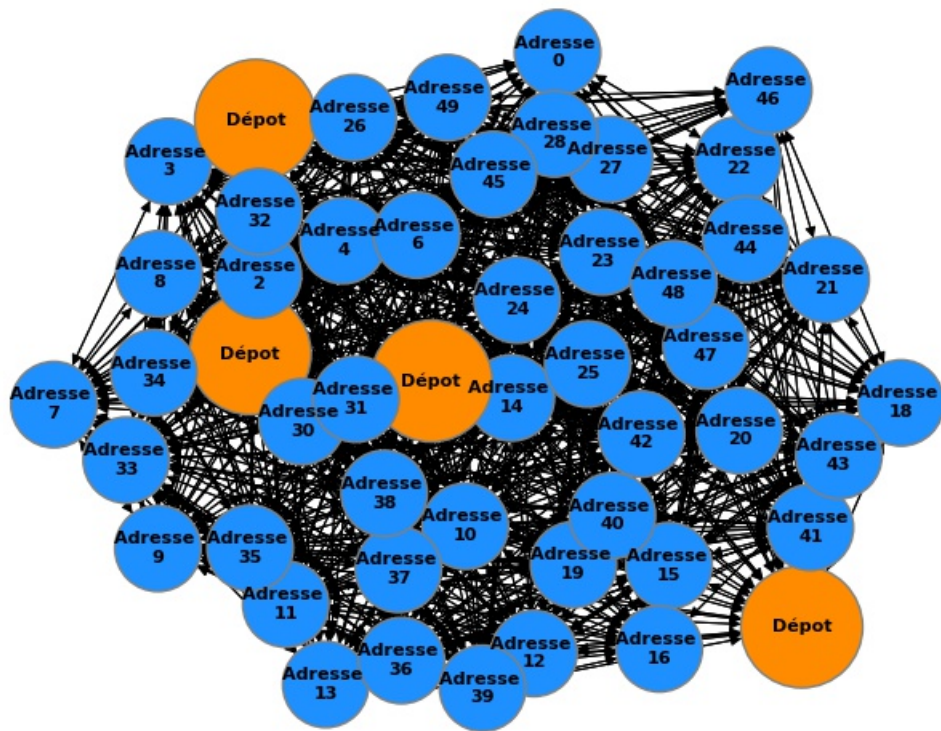 Adresse
0
Adresse
46
Adresse
49
Adresse
26
Dépot
Adresse
28
Adresse
27
Adresse
22
Adresse
3
Adresse
45
Adresse
32
Adresse
4
Adresse
6
Adresse
23
Adresse
44
Adresse
8
Adresse
2
Adresse
48
Adresse
21
Adresse
24
Adresse
47
Dépot
Adresse
34
Adresse
25
Dépot
Adresse
31
Adresse
14
Adresse
7
Adresse
18
Adresse
30
Adresse
42
Adresse
20
Adresse
33
Adresse
43
Adresse
38
Adresse
10
Adresse
40
Adresse
41
Adresse
9
Adresse
35
Adresse
37
Adresse
19
Adresse
15
Adresse
11
Dépot
Adresse
36
Adresse
12
Adresse
16
Adresse
13
Adresse
39